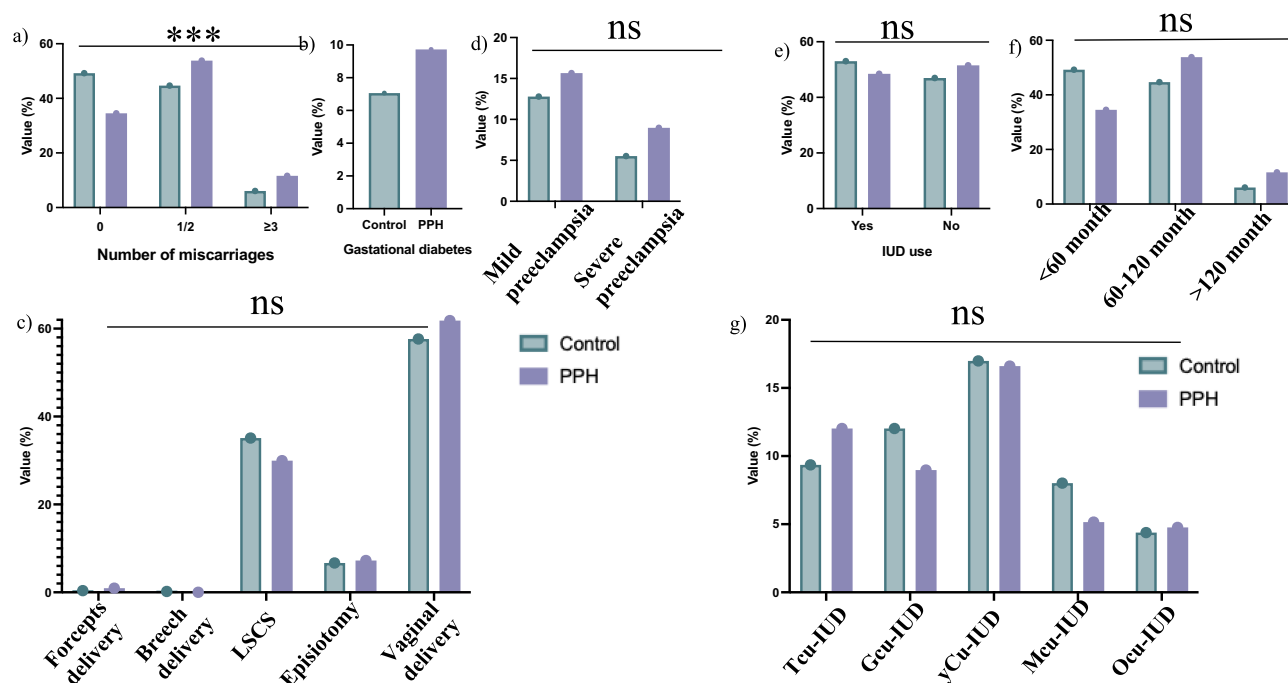 a)
***
Value (%)
60
40
20
0
0
1/2
≥3
Number of miscarriages
b)
Value (%)
10
8
6
4
2
0
Control
PPH
Gastational diabetes
d)
ns
Value (%)
20
15
10
5
0
Mild
preeclampsia
Severe
preeclampsia
e)
ns
Value (%)
60
40
20
0
Yes
No
IUD use
f)
ns
Value (%)
60
40
20
0
<60 month
60-120 month
>120 month
c)
ns
Value (%)
60
40
20
0
Forcepts
delivery
Breech
delivery
LSCS
Episiotomy
Vaginal
delivery
Control
PPH
g)
ns
Value (%)
20
15
10
5
0
Tcu-IUD
Gcu-IUD
yCu-IUD
Mcu-IUD
Ocu-IUD
Control
PPH